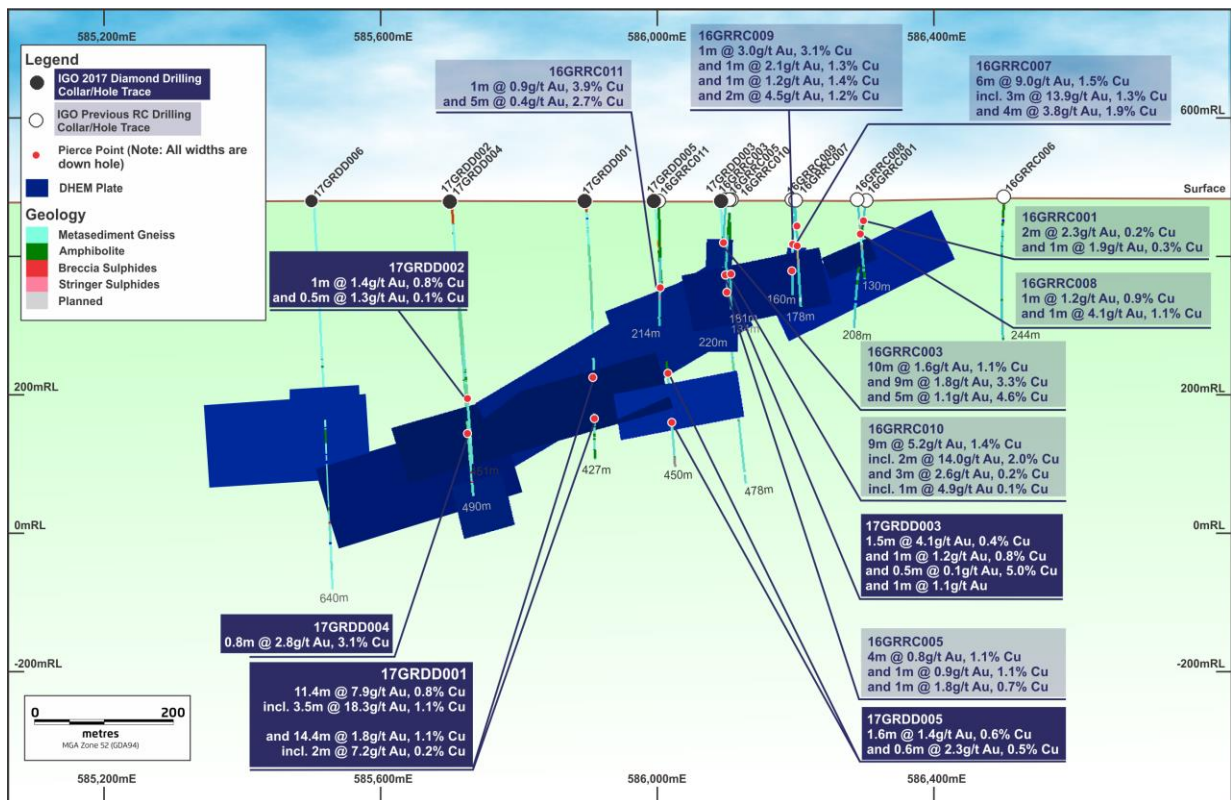 585,200mE
585,600mE
586,000mE
586,400mE
Legend
IGO 2017 Diamond Drilling
Collar/Hole Trace
IGO Previous RC Drilling
Collar/Hole Trace
Pierce Point (Note: All widths are
down hole)
DHEM Plate
Geology
Metasediment Gneiss
Amphibolite
Breccia Sulphides
Stringer Sulphides
Planned
16GRRC011
1m @ 0.9g/t Au, 3.9% Cu
and 5m @ 0.4g/t Au, 2.7% Cu
16GRRC009
1m @ 3.0g/t Au, 3.1% Cu
and 1m @ 2.1g/t Au, 1.3% Cu
and 1m @ 1.2g/t Au, 1.4% Cu
and 2m @ 4.5g/t Au, 1.2% Cu
16GRRC007
6m @ 9.0g/t Au, 1.5% Cu
incl. 3m @ 13.9g/t Au, 1.3% Cu
and 4m @ 3.8g/t Au, 1.9% Cu
600mRL
17GRDD006
17GRDD002
17GRDD004
17GRDD001
17GRDD005
16GRRC011
17GRDD003
16GRRC003
16GRRC005
16GRRC010
16GRRC009
16GRRC007
16GRRC008
16GRRC001
16GRRC006
Surface
16GRRC001
2m @ 2.3g/t Au, 0.2% Cu
and 1m @ 1.9g/t Au, 0.3% Cu
17GRDD002
1m @ 1.4g/t Au, 0.8% Cu
and 0.5m @ 1.3g/t Au, 0.1% Cu
16GRRC008
1m @ 1.2g/t Au, 0.9% Cu
and 1m @ 4.1g/t Au, 1.1% Cu
130m
160m
178m
181m
214m
220m
208m
244m
16GRRC003
10m @ 1.6g/t Au, 1.1% Cu
and 9m @ 1.8g/t Au, 3.3% Cu
and 5m @ 1.1g/t Au, 4.6% Cu
200mRL
200mRL
16GRRC010
9m @ 5.2g/t Au, 1.4% Cu
incl. 2m @ 14.0g/t Au, 2.0% Cu
and 3m @ 2.6g/t Au, 0.2% Cu
incl. 1m @ 4.9g/t Au 0.1% Cu
451m
490m
427m
450m
478m
0mRL
0mRL
17GRDD003
1.5m @ 4.1g/t Au, 0.4% Cu
and 1m @ 1.2g/t Au, 0.8% Cu
and 0.5m @ 0.1g/t Au, 5.0% Cu
and 1m @ 1.1g/t Au
640m
17GRDD004
0.8m @ 2.8g/t Au, 3.1% Cu
16GRRC005
4m @ 0.8g/t Au, 1.1% Cu
and 1m @ 0.9g/t Au, 1.1% Cu
and 1m @ 1.8g/t Au, 0.7% Cu
-200mRL
-200mRL
17GRDD001
11.4m @ 7.9g/t Au, 0.8% Cu
incl. 3.5m @ 18.3g/t Au, 1.1% Cu
and 14.4m @ 1.8g/t Au, 1.1% Cu
incl. 2m @ 7.2g/t Au, 0.2% Cu
17GRDD005
1.6m @ 1.4g/t Au, 0.6% Cu
and 0.6m @ 2.3g/t Au, 0.5% Cu
0 200
metres
MGA Zone 52 (GDA94)
585,200mE
585,600mE
586,000mE
586,400mE